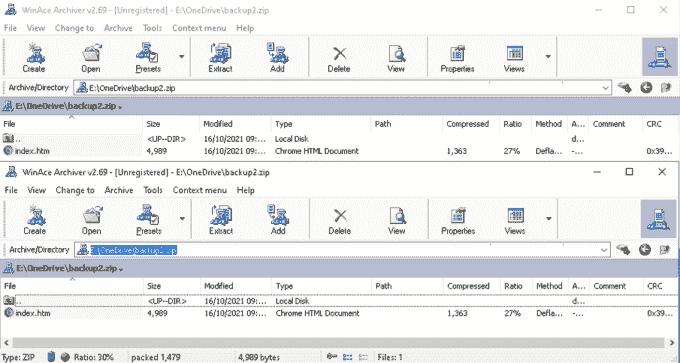 WinAce Archiver v2.69 - [Unregistered] - E:\OneDrive\backup2.zip
File View Change to Archive Tools Context menu Help
Create Open Presets Extract Add Delete View Properties Views
Archive/Directory E:\OneDrive\backup2.zip
E:\OneDrive\backup2.zip
File Size Modified Type Path Compressed Ratio Method A... Comment CRC
.. <UP--DIR> 16/10/2021 09:... Local Disk d...
index.htm 4,989 16/10/2021 09:... Chrome HTML Document 1,363 27% Defla... -... 0x39...
WinAce Archiver v2.69 - [Unregistered] - E:\OneDrive\backup2.zip
File View Change to Archive Tools Context menu Help
Create Open Presets Extract Add Delete View Properties Views
Archive/Directory E:\OneDrive\backup2.zip
E:\OneDrive\backup2.zip
File Size Modified Type Path Compressed Ratio Method A... Comment CRC
.. <UP--DIR> 16/10/2021 09:... Local Disk d...
index.htm 4,989 16/10/2021 09:... Chrome HTML Document 1,363 27% Defla... -... 0x39...
Type: ZIP Ratio: 30% packed 1,479 4,989 bytes Files: 1